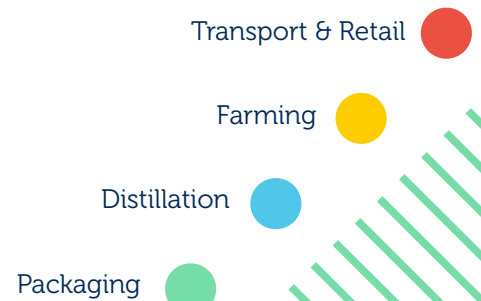 Transport & Retail
Farming
Distillation
Packaging